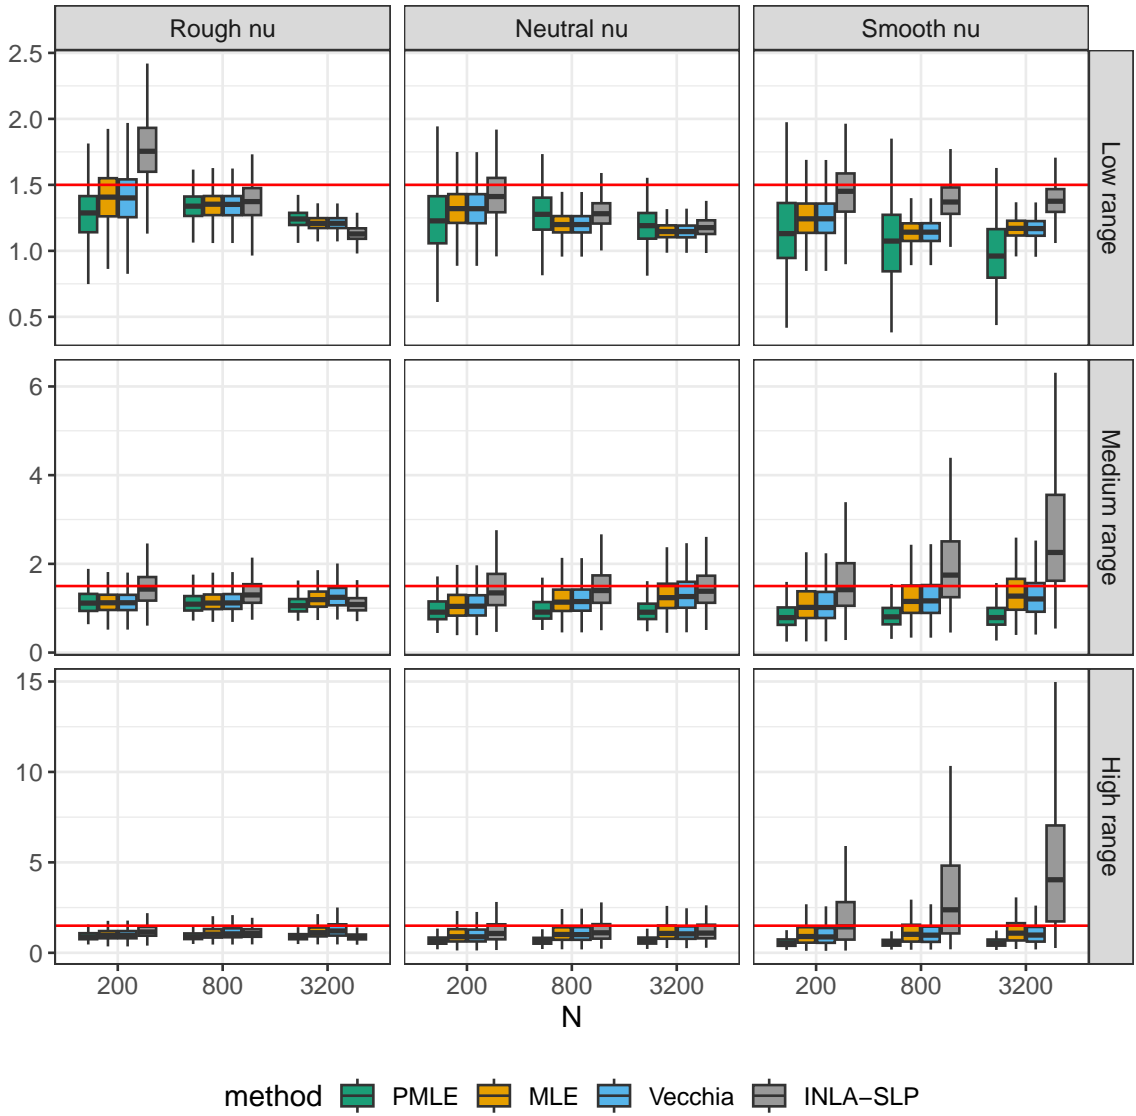 Rough nu Neutral nu Smooth nu
2.5
2.0
1.5
1.0
0.5
Low range
6
4
2
0
Medium range
15
10
5
0
High range
200 800 3200 200 800 3200 200 800 3200
N
method PMLE MLE Vecchia INLA−SLP